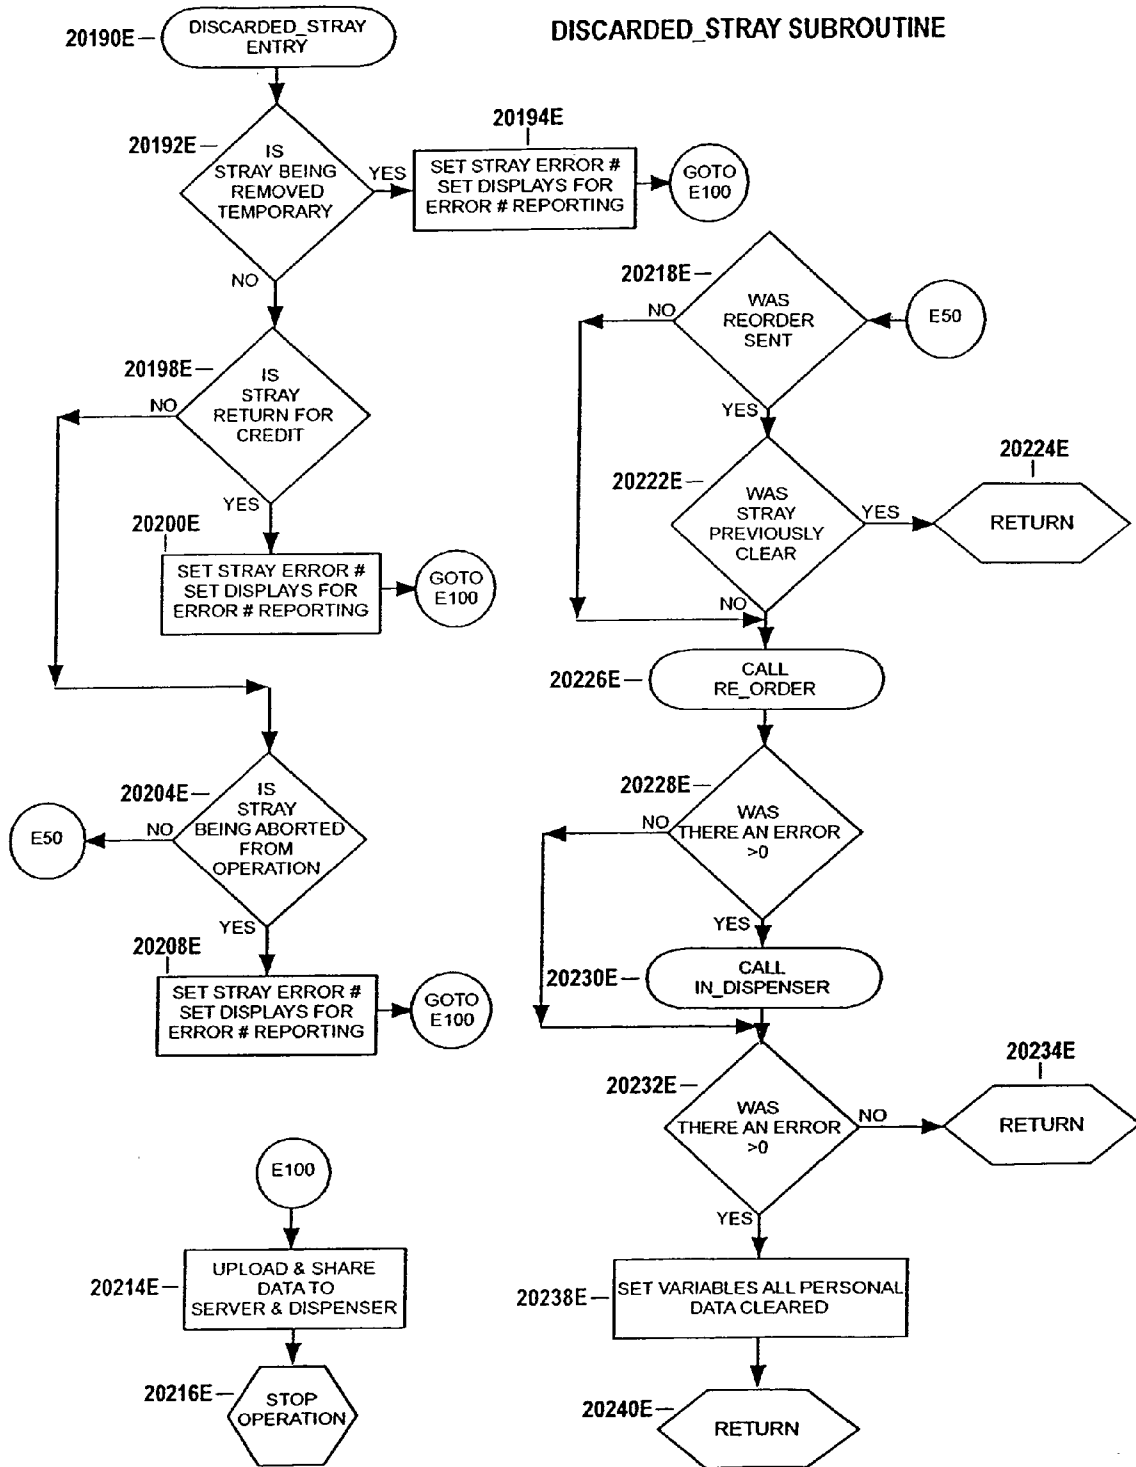 DISCARDED_STRAY SUBROUTINE
20190E
DISCARDED_STRAY
ENTRY
20192E
IS
STRAY BEING
REMOVED
TEMPORARY
YES
NO
20194E
SET STRAY ERROR #
SET DISPLAYS FOR
ERROR # REPORTING
GOTO
E100
20198E
IS
STRAY
RETURN FOR
CREDIT
NO
YES
20200E
SET STRAY ERROR #
SET DISPLAYS FOR
ERROR # REPORTING
GOTO
E100
20204E
IS
STRAY
BEING ABORTED
FROM
OPERATION
NO
E50
YES
20208E
SET STRAY ERROR #
SET DISPLAYS FOR
ERROR # REPORTING
GOTO
E100
E100
20214E
UPLOAD & SHARE
DATA TO
SERVER & DISPENSER
20216E
STOP
OPERATION
E50
20218E
WAS
REORDER
SENT
NO
YES
20222E
WAS
STRAY
PREVIOUSLY
CLEAR
YES
20224E
RETURN
NO
20226E
CALL
RE_ORDER
20228E
WAS
THERE AN ERROR
>0
NO
YES
20230E
CALL
IN_DISPENSER
20232E
WAS
THERE AN ERROR
>0
NO
20234E
RETURN
YES
20238E
SET VARIABLES ALL PERSONAL
DATA CLEARED
20240E
RETURN